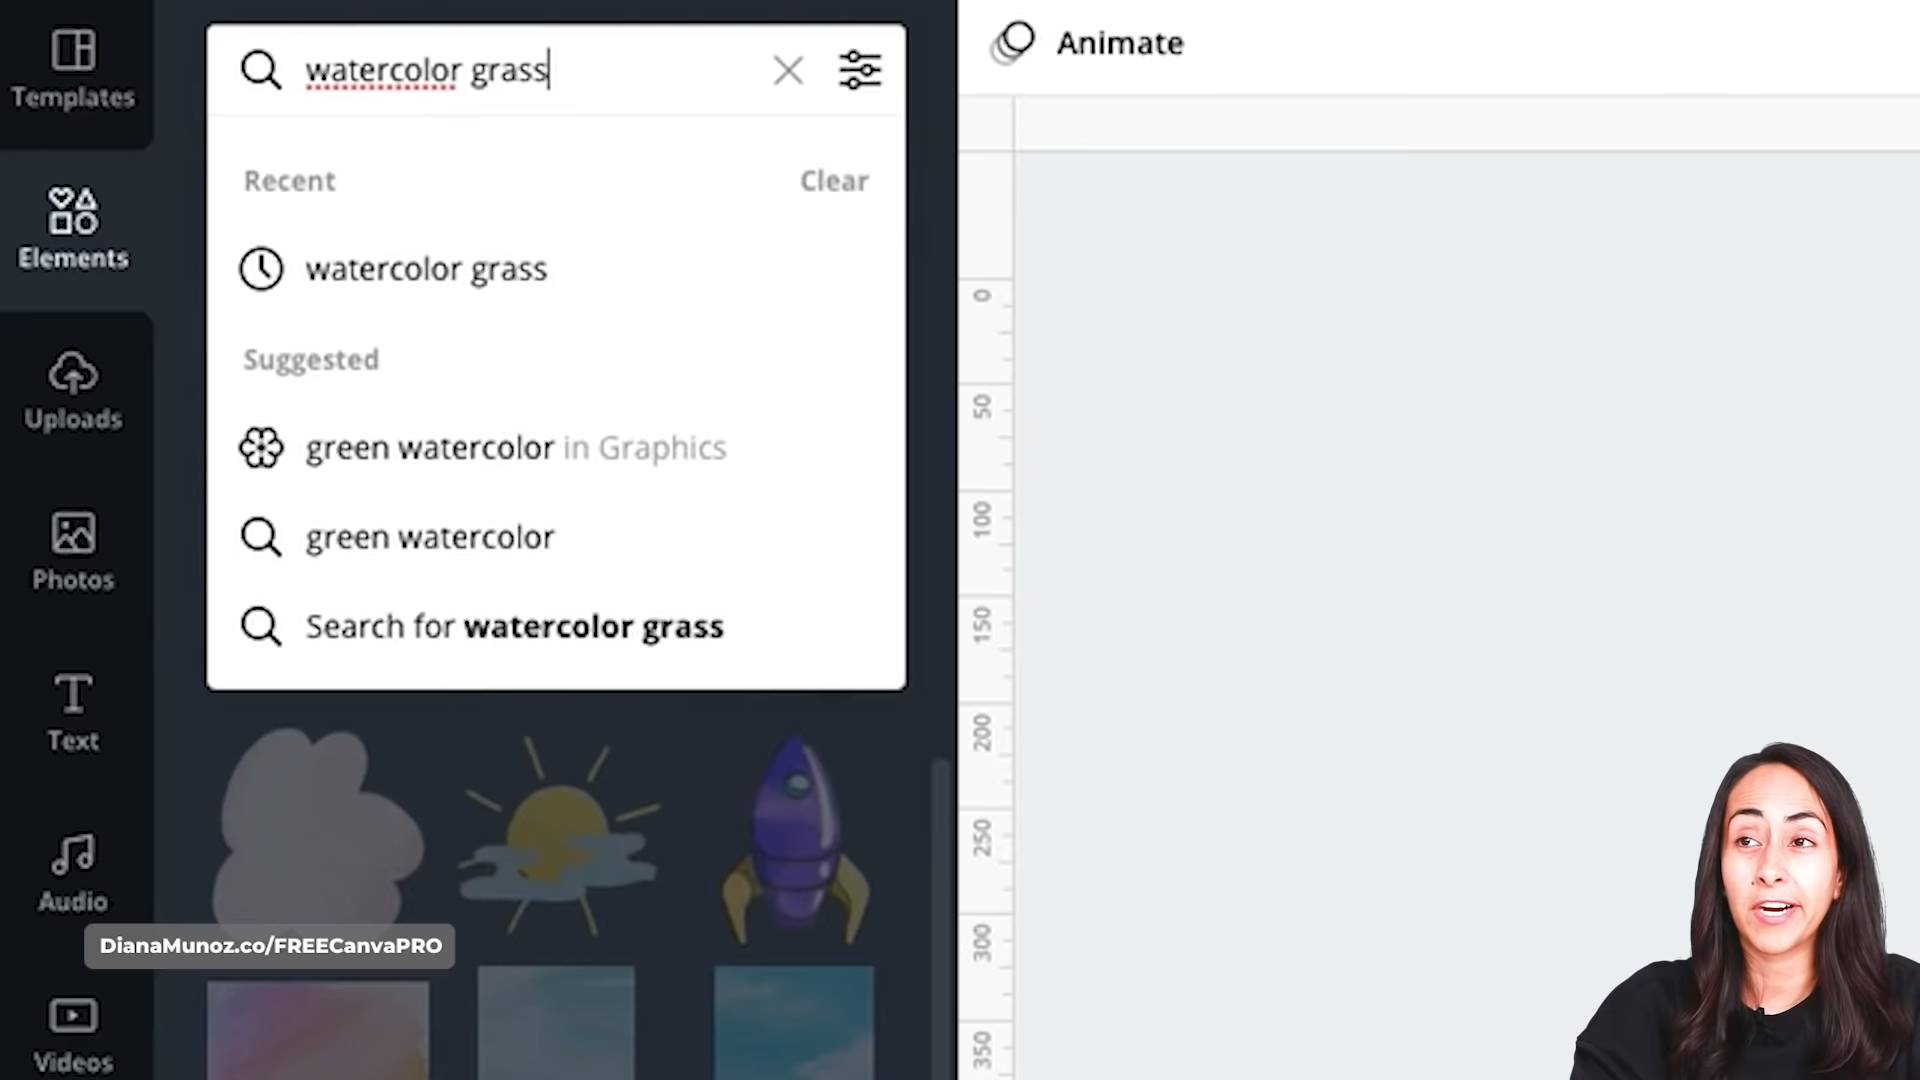 Templates
Elements
Uploads
Photos
Text
Audio
Videos
watercolor grass
Recent
Clear
watercolor grass
Suggested
green watercolor in Graphics
green watercolor
Search for watercolor grass
DianaMunoz.co/FREECanvaPRO
Animate
0
50
100
150
200
250
300
350